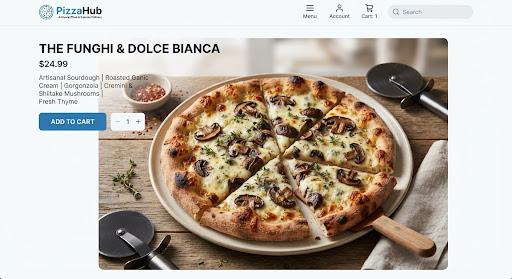 PizzaHub
Menu
Account
Cart: 1
Search
THE FUNGHI & DOLCE BIANCA
$24.99
Artisanal Sourdough | Roasted Garlic
Cream | Gorgonzola | Cremini &
Shiitake Mushrooms |
Fresh Thyme
ADD TO CART
− 1 +